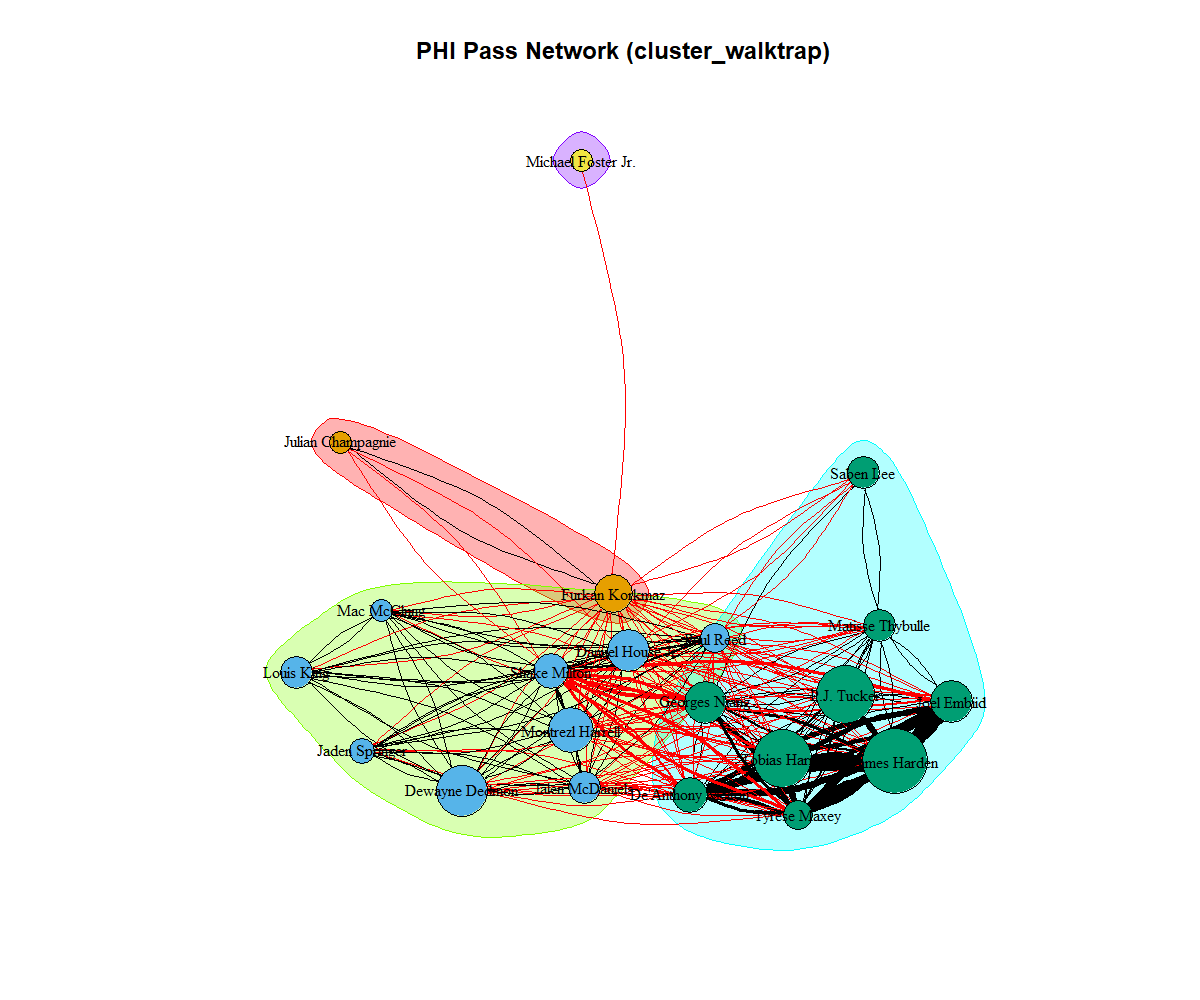 PHI Pass Network (cluster_walktrap)
Michael Foster Jr.
Julian Champagnie
Saben Lee
Furkan Korkmaz
Mac McClung
Matisse Thybulle
Paul Reed
Daniel House Jr.
Louis King
Shake Milton
Georges Niang
P.J. Tucker
Joel Embiid
Montrezl Harrell
Jaden Springer
Tobias Harris
James Harden
Dewayne Dedmon
Jalen McDaniels
De'Anthony Melton
Tyrese Maxey